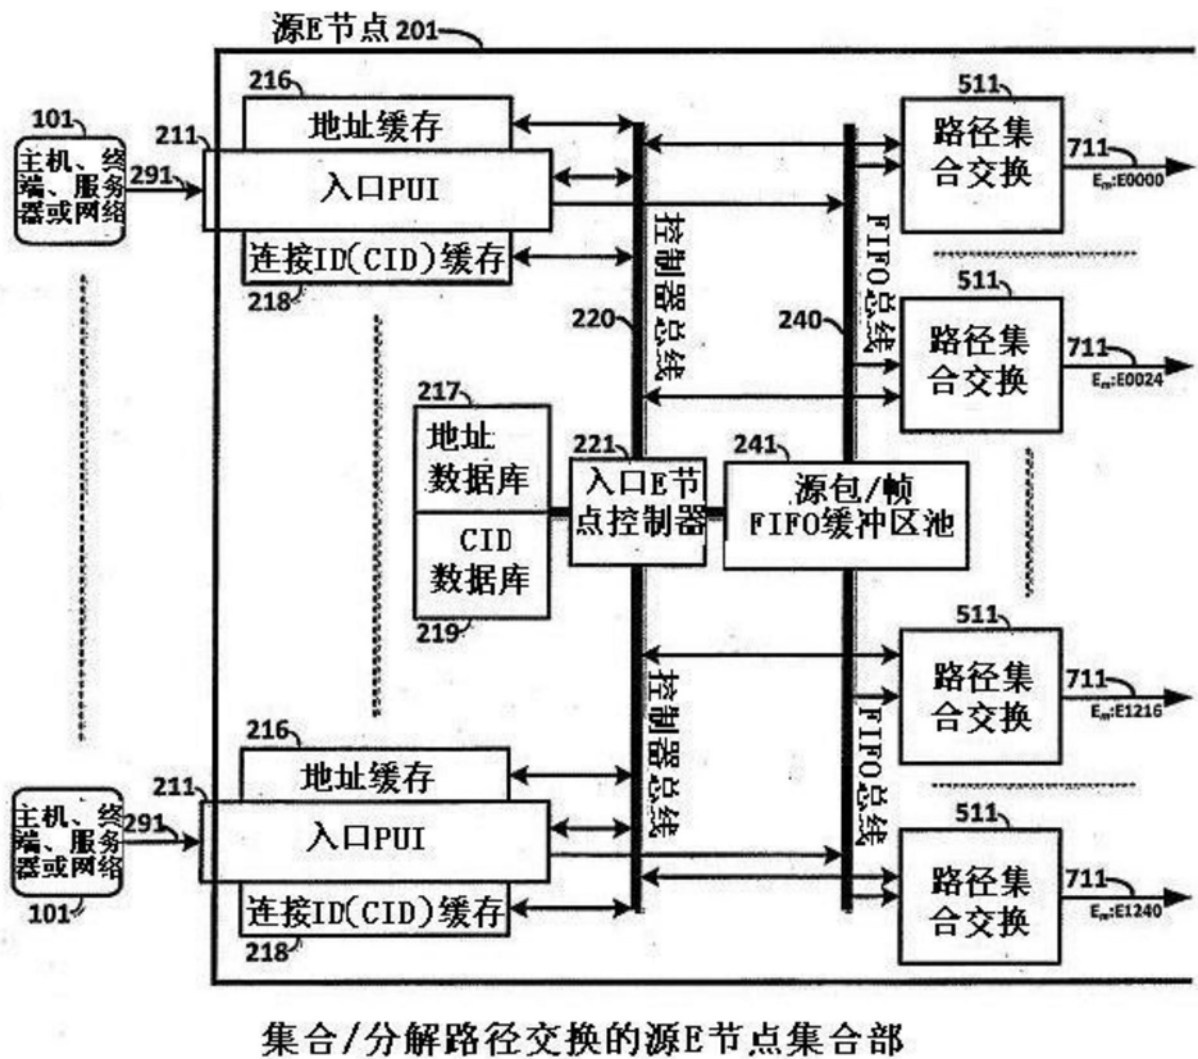 源E节点 201
216
地址缓存
101
211
主机、终
端、服务
器或网络
291
入口PUI
连接ID(CID)缓存
218
511
路径集
合交换
711
Em:E0000
控制器总线
FIFO总线
220
240
511
路径集
合交换
711
Em:E0024
217
地址
数据库
CID
数据库
219
221
入口E节
点控制器
241
源包/帧
FIFO缓冲区池
511
路径集
合交换
711
Em:E1216
控制器总线
FIFO总线
216
地址缓存
211
主机、终
端、服务
器或网络
291
101
入口PUI
连接ID(CID)缓存
218
511
路径集
合交换
711
Em:E1240
集合/分解路径交换的源E节点集合部